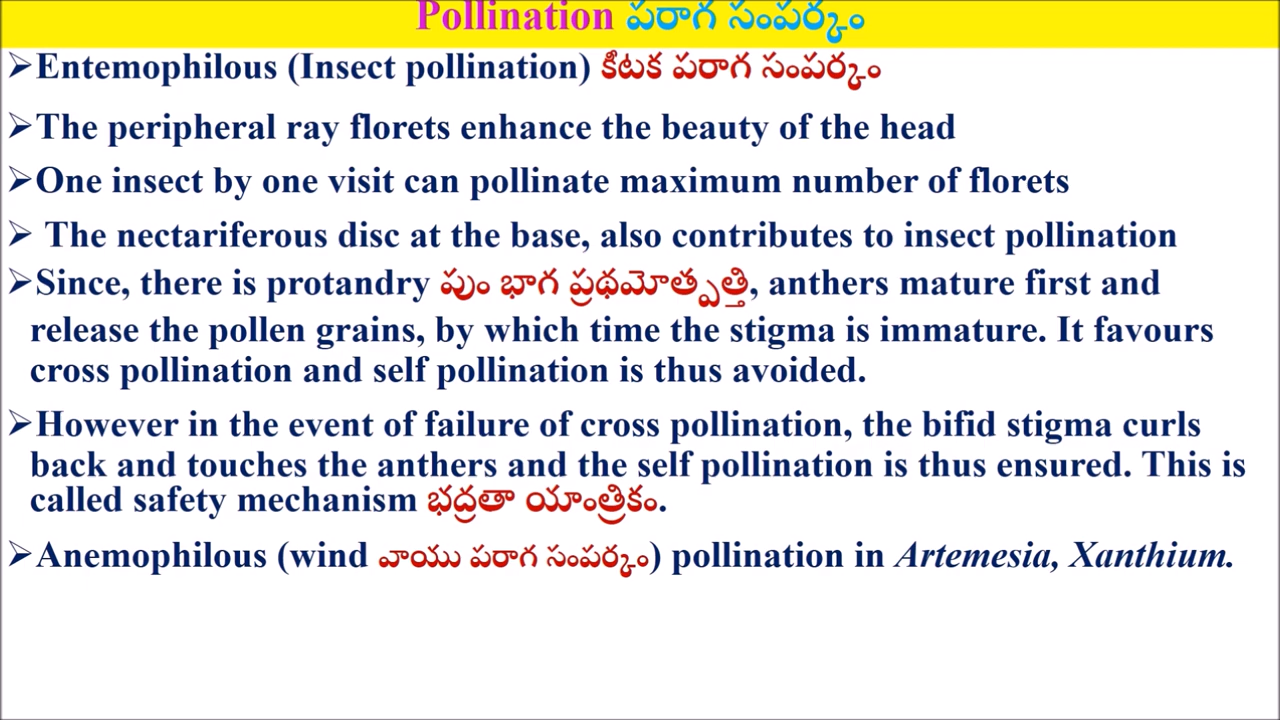 Pollination పరాగ సంపర్కం
➢Entemophilous (Insect pollination) కీటక పరాగ సంపర్కం
➢The peripheral ray florets enhance the beauty of the head
➢One insect by one visit can pollinate maximum number of florets
➢ The nectariferous disc at the base, also contributes to insect pollination
➢Since, there is protandry పుం భాగ ప్రథమోత్పత్తి, anthers mature first and
release the pollen grains, by which time the stigma is immature. It favours
cross pollination and self pollination is thus avoided.
➢However in the event of failure of cross pollination, the bifid stigma curls
back and touches the anthers and the self pollination is thus ensured. This is
called safety mechanism భద్రతా యాంత్రికం.
➢Anemophilous (wind వాయు పరాగ సంపర్కం) pollination in Artemesia, Xanthium.